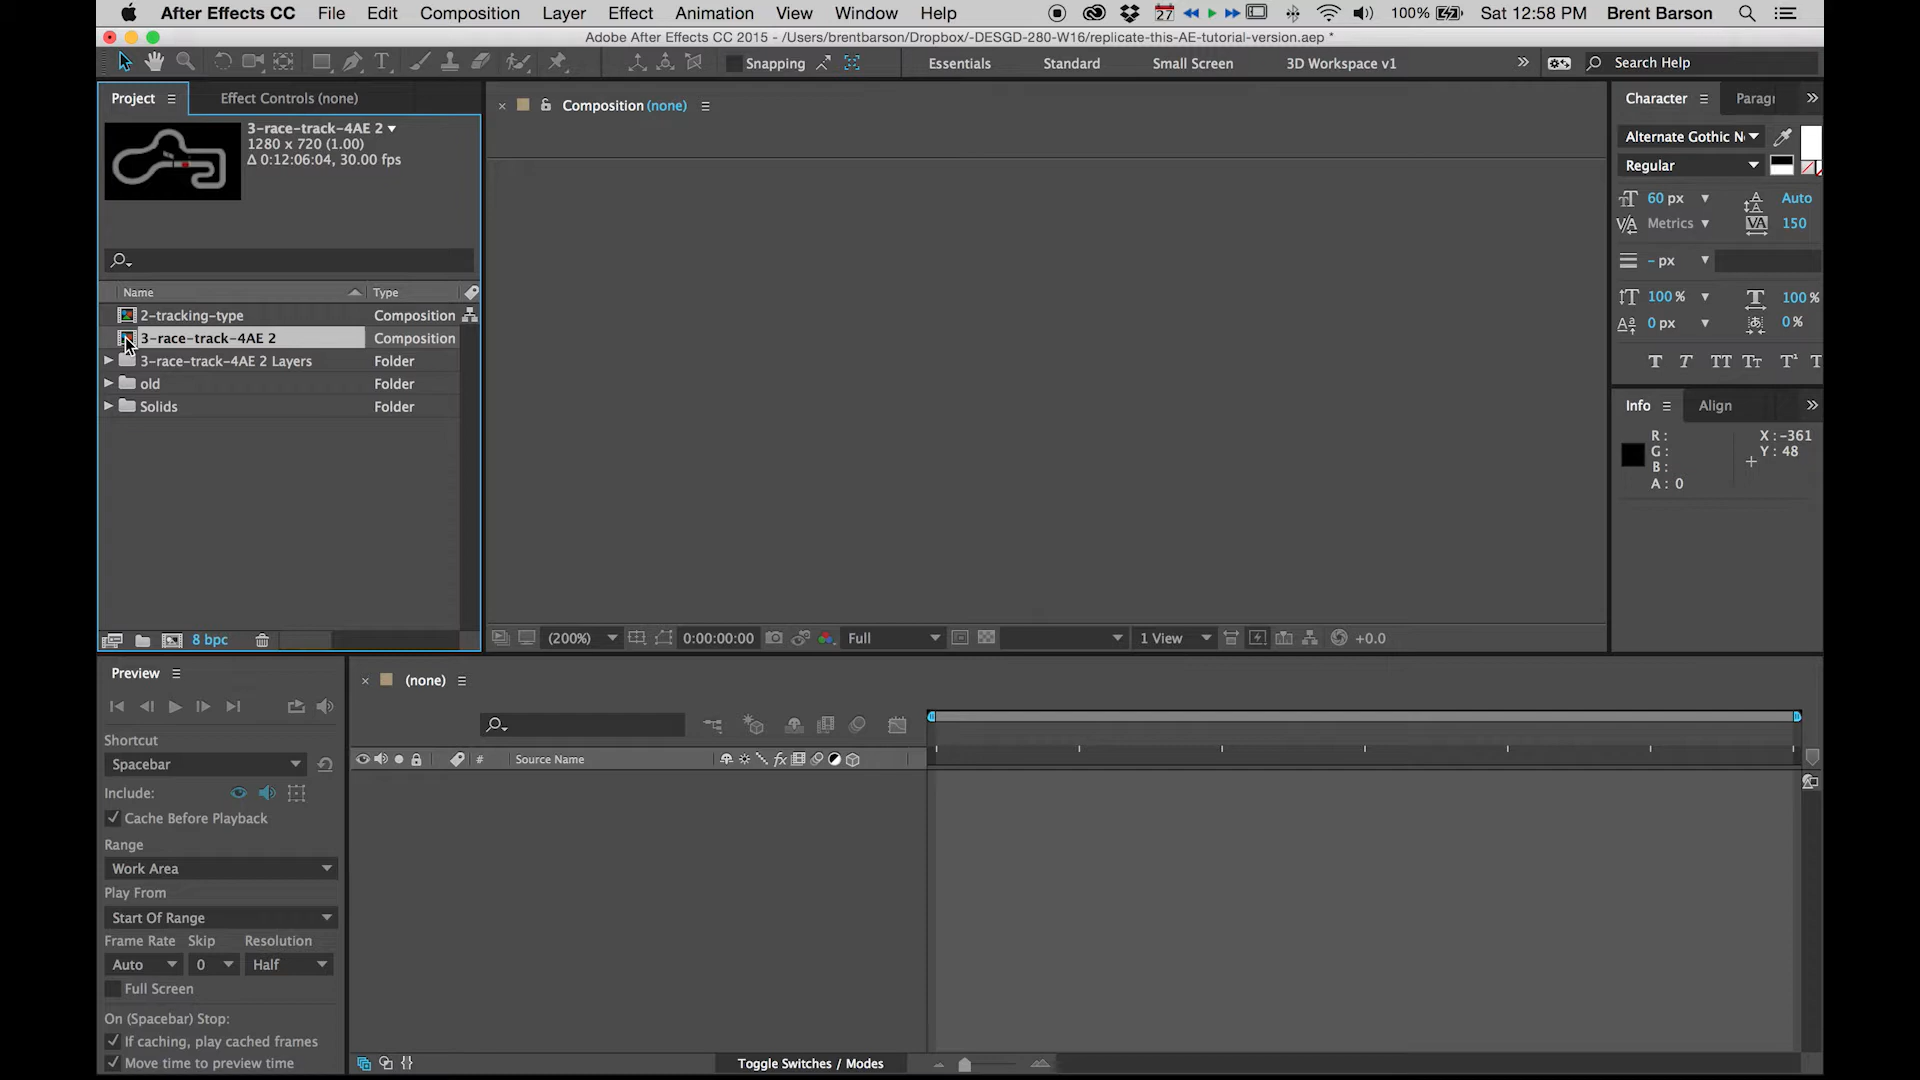 After Effects CC File Edit Composition Layer Effect Animation View Window Help 27 100% Sat 12:58 PM Brent Barson
Adobe After Effects CC 2015 - /Users/brentbarson/Dropbox/-DESGD-280-W16/replicate-this-AE-tutorial-version.aep *
Snapping Essentials Standard Small Screen 3D Workspace v1 Search Help
Project Effect Controls (none)
3-race-track-4AE 2
1280 x 720 (1.00)
Δ 0:12:06:04, 30.00 fps
Name Type
2-tracking-type Composition
3-race-track-4AE 2 Composition
3-race-track-4AE 2 Layers Folder
old Folder
Solids Folder
8 bpc
Composition (none)
(200%) 0:00:00:00 Full 1 View +0.0
Character Paragr
Alternate Gothic N
Regular
60 px Auto
Metrics 150
- px
100 % 100 %
0 px 0 %
T T TT Tt T¹ T
Info Align
R : X : -361
G : Y : 48
B :
A : 0
Preview
Shortcut
Spacebar
Include:
Cache Before Playback
Range
Work Area
Play From
Start Of Range
Frame Rate Skip Resolution
Auto 0 Half
Full Screen
On (Spacebar) Stop:
If caching, play cached frames
Move time to preview time
(none)
# Source Name
Toggle Switches / Modes